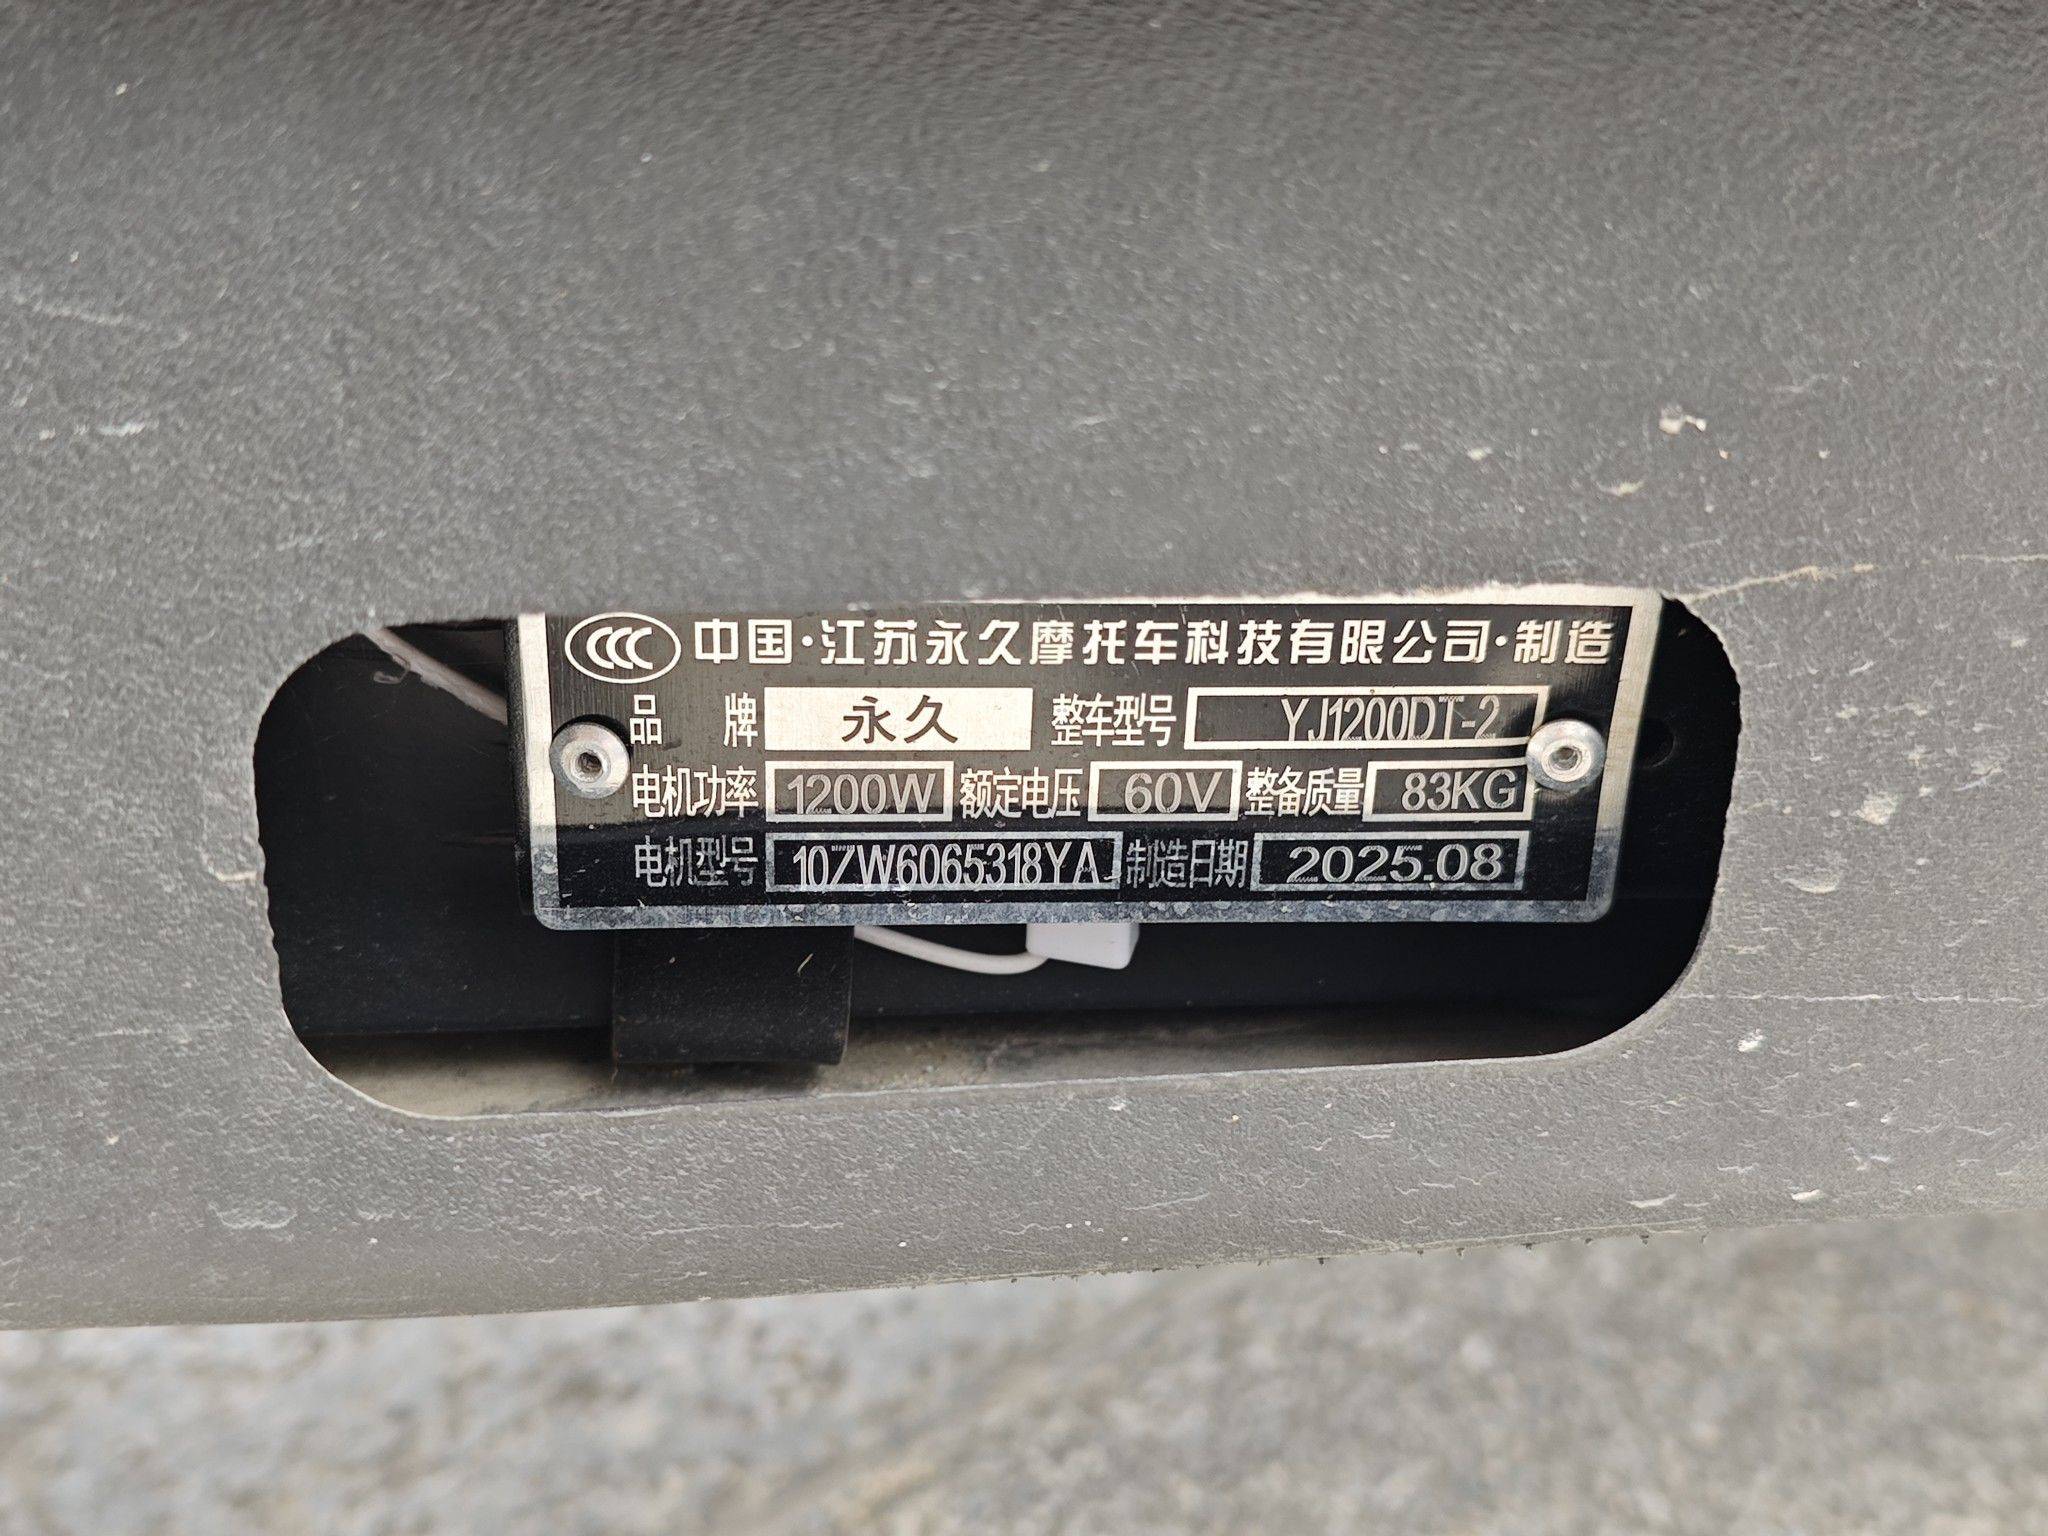 CCC 中国·江苏永久摩托车科技有限公司·制造
品牌 永久 整车型号 YJ1200DT-2
电机功率 1200W 额定电压 60V 整备质量 83KG
电机型号 10ZW6065318YA 制造日期 2025.08